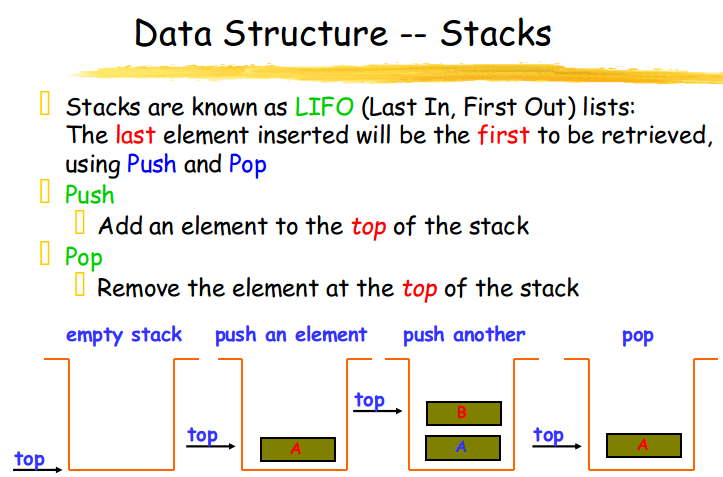 Data Structure -- Stacks
Stacks are known as LIFO (Last In, First Out) lists:
The last element inserted will be the first to be retrieved,
using Push and Pop
Push
Add an element to the top of the stack
Pop
Remove the element at the top of the stack
empty stack
push an element
push another
pop
top
top
A
top
B
A
top
A